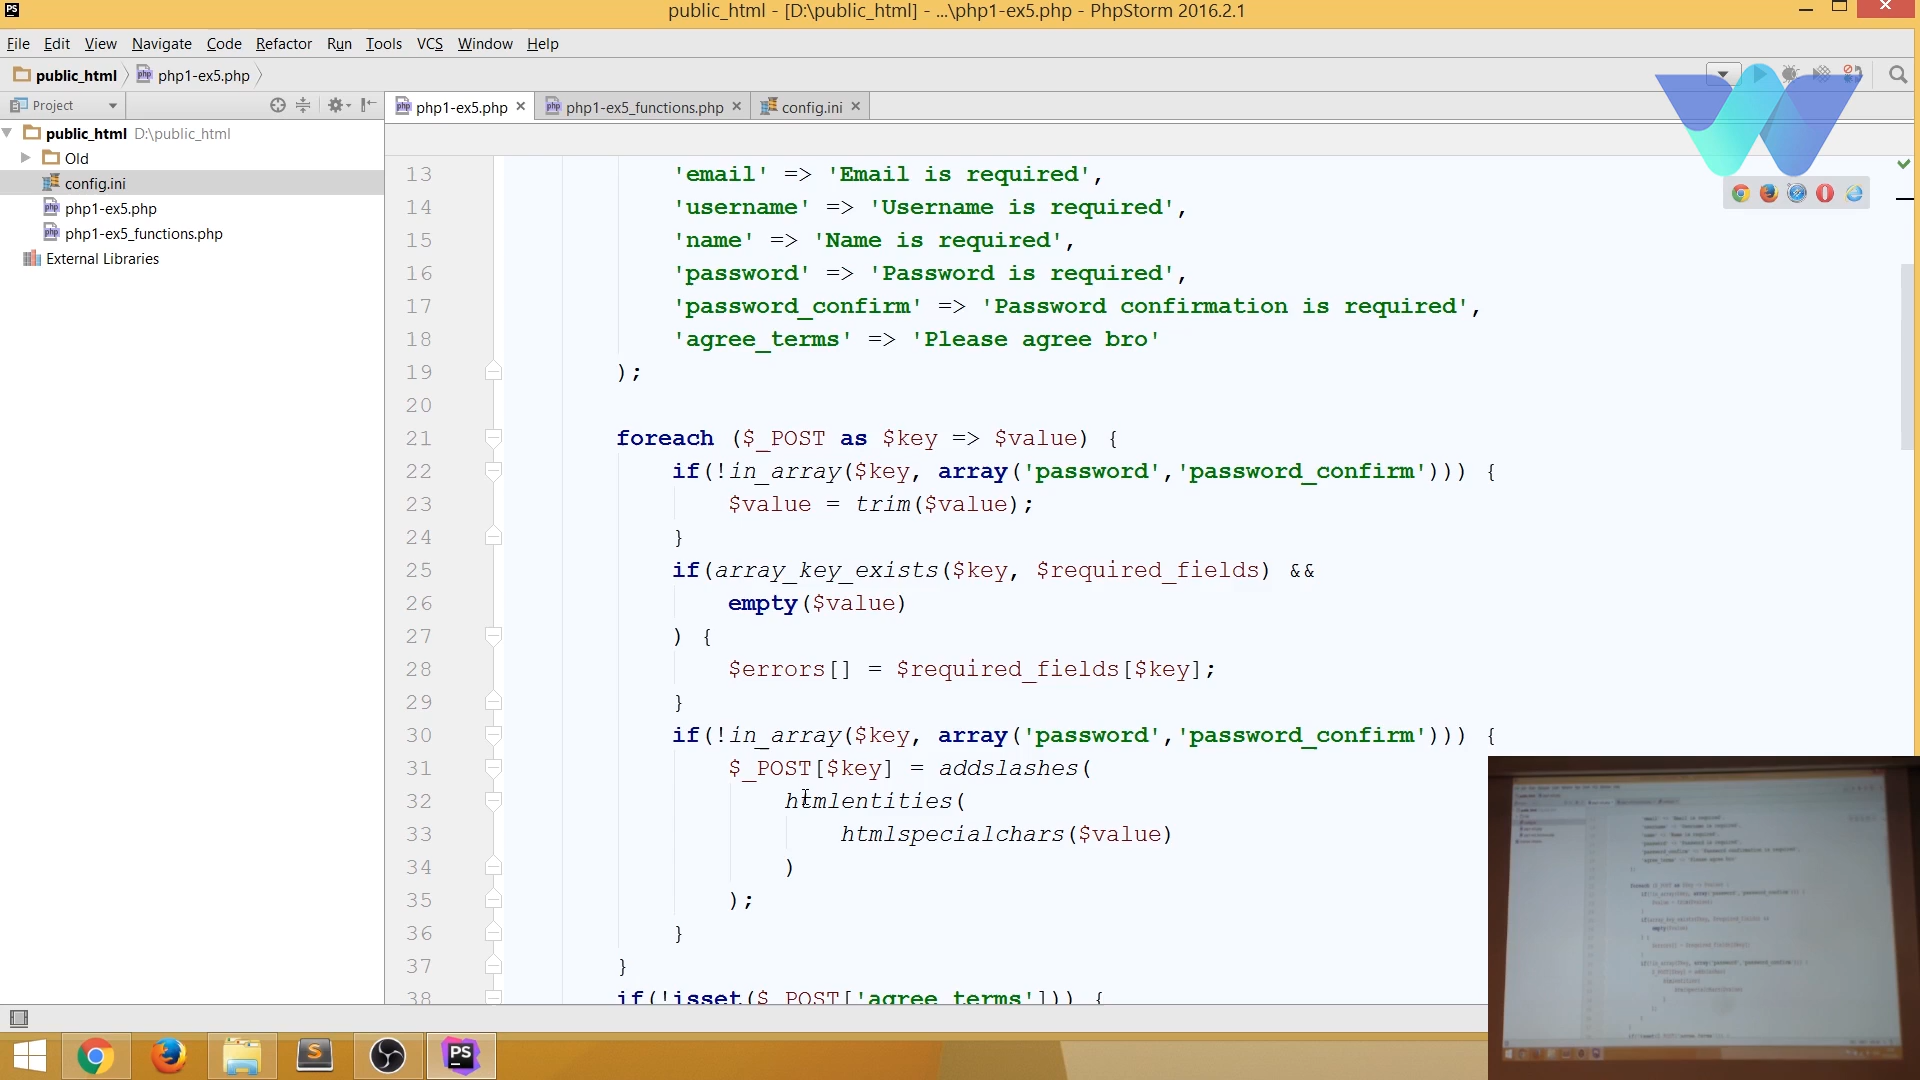 public_html - [D:\public_html] - ...\php1-ex5.php - PhpStorm 2016.2.1
File Edit View Navigate Code Refactor Run Tools VCS Window Help
public_html php1-ex5.php
Project
php1-ex5.php php1-ex5_functions.php config.ini
public_html D:\public_html
Old
config.ini
php1-ex5.php
php1-ex5_functions.php
External Libraries
13 'email' => 'Email is required',
14 'username' => 'Username is required',
15 'name' => 'Name is required',
16 'password' => 'Password is required',
17 'password_confirm' => 'Password confirmation is required',
18 'agree_terms' => 'Please agree bro'
19 );
20
21 foreach ($_POST as $key => $value) {
22 if(!in_array($key, array('password','password_confirm'))) {
23 $value = trim($value);
24 }
25 if(array_key_exists($key, $required_fields) &&
26 empty($value)
27 ) {
28 $errors[] = $required_fields[$key];
29 }
30 if(!in_array($key, array('password','password_confirm'))) {
31 $_POST[$key] = addslashes(
32 htmlentities(
33 htmlspecialchars($value)
34 )
35 );
36 }
37 }
38 if(!isset($_POST['agree_terms'])) {